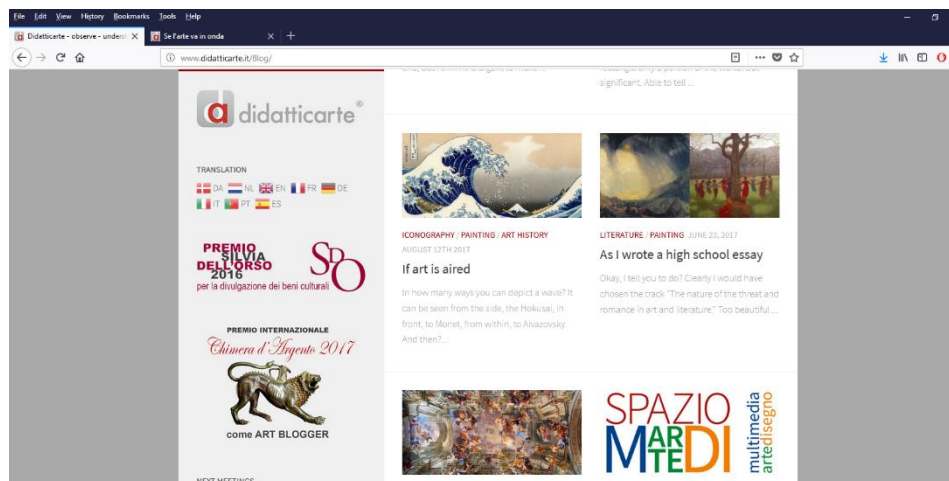 File Edit View History Bookmarks Tools Help
Didatticarte - observe - underst
Se l'arte va in onda
www.didatticarte.it/Blog/
didatticarte®
TRANSLATION
DA NL EN FR DE
IT PT ES
PREMIO
SILVIA
DELL'ORSO
2016
SDO
per la divulgazione dei beni culturali
PREMIO INTERNAZIONALE
Chimera d'Argento 2017
come ART BLOGGER
NEXT MEETINGS
significant. Able to tell ...
ICONOGRAPHY / PAINTING / ART HISTORY
AUGUST 12TH 2017
If art is aired
In how many ways you can depict a wave? It
can be seen from the side, the Hokusai, in
front, to Monet, from within, to Aivazovsky.
And then?...
LITERATURE / PAINTING JUNE 23, 2017
As I wrote a high school essay
Okay, I tell you to do? Clearly I would have
chosen the track "The nature of the threat and
romance in art and literature." Too beautiful ...
SPAZIO
MARTEDI
multimedia
artedisegno